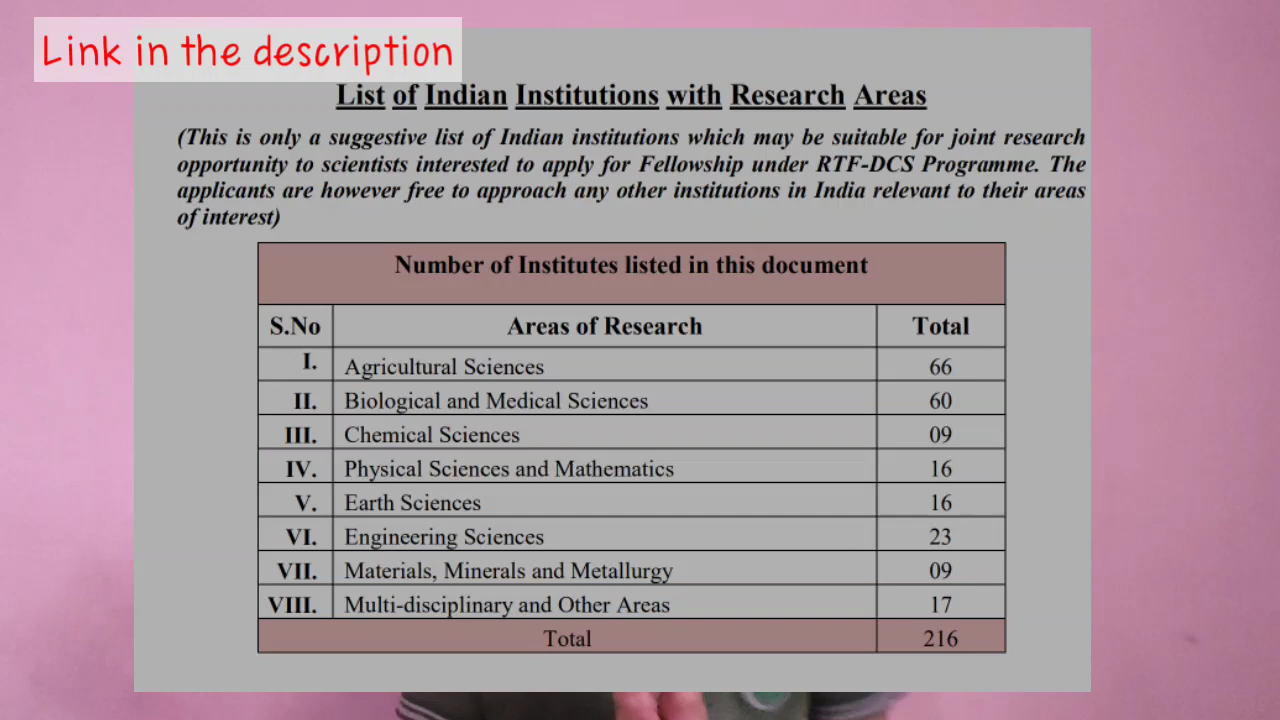 Link in the description
List of Indian Institutions with Research Areas
(This is only a suggestive list of Indian institutions which may be suitable for joint research
opportunity to scientists interested to apply for Fellowship under RTF-DCS Programme. The
applicants are however free to approach any other institutions in India relevant to their areas
of interest)
Number of Institutes listed in this document
S.No Areas of Research Total
I. Agricultural Sciences 66
II. Biological and Medical Sciences 60
III. Chemical Sciences 09
IV. Physical Sciences and Mathematics 16
V. Earth Sciences 16
VI. Engineering Sciences 23
VII. Materials, Minerals and Metallurgy 09
VIII. Multi-disciplinary and Other Areas 17
Total 216